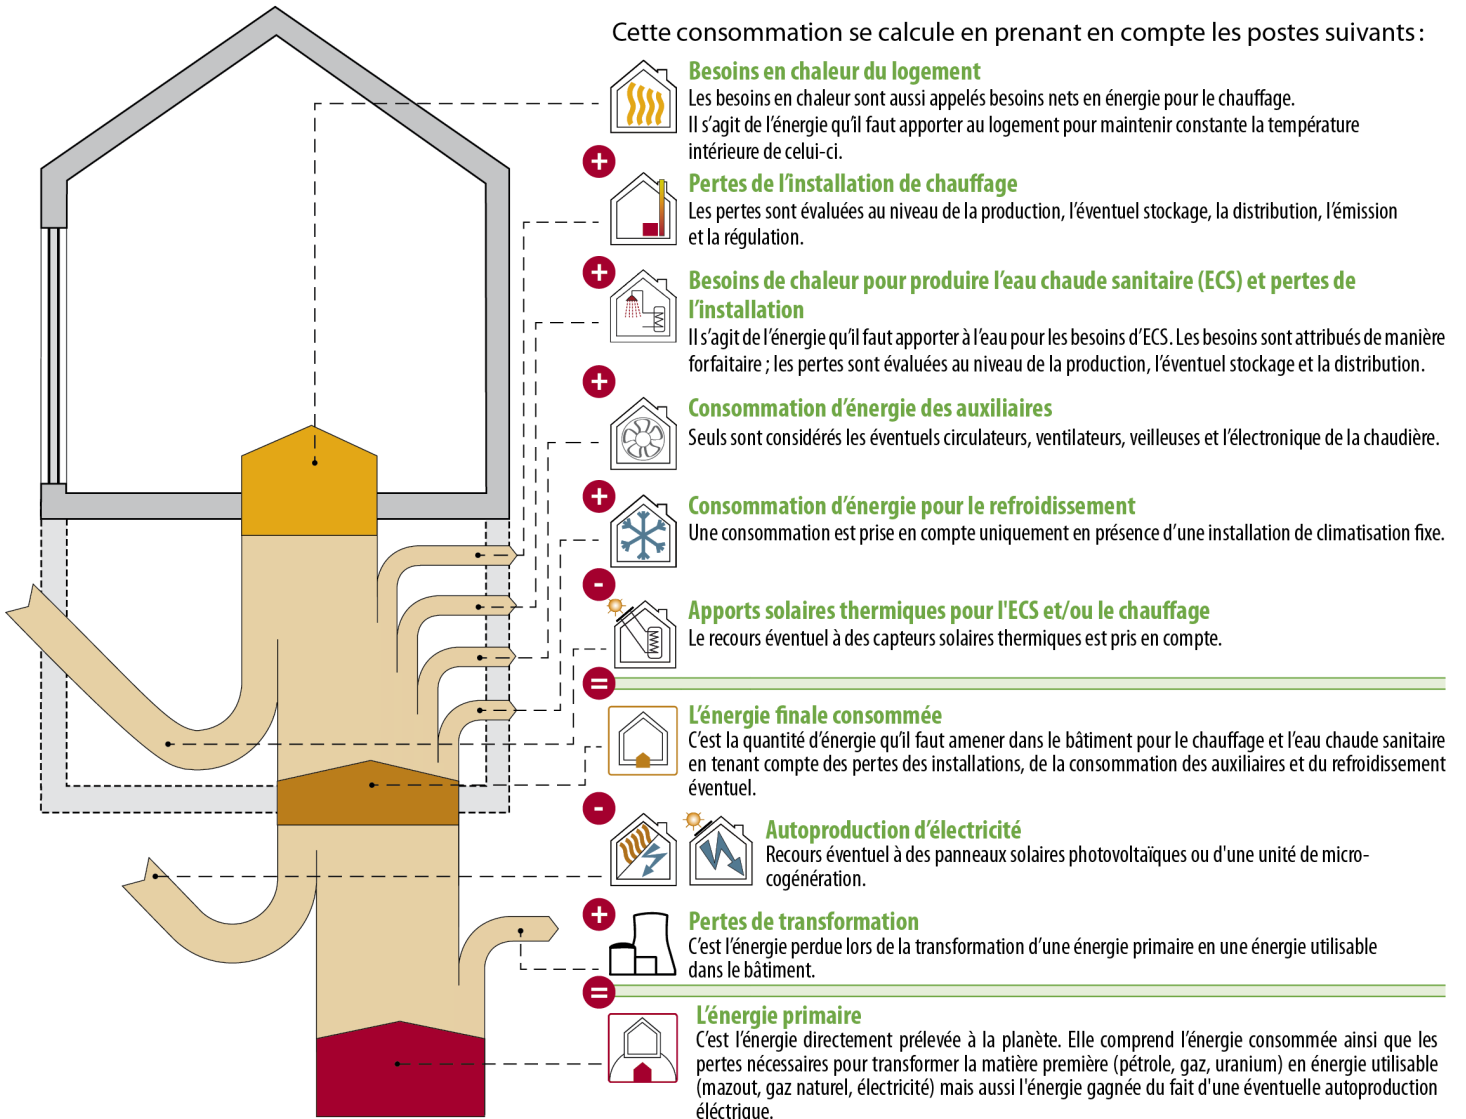 Cette consommation se calcule en prenant en compte les postes suivants :
Besoins en chaleur du logement
Les besoins en chaleur sont aussi appelés besoins nets en énergie pour le chauffage.
Il s'agit de l'énergie qu'il faut apporter au logement pour maintenir constante la température
intérieure de celui-ci.
+
Pertes de l'installation de chauffage
Les pertes sont évaluées au niveau de la production, l'éventuel stockage, la distribution, l'émission
et la régulation.
+
Besoins de chaleur pour produire l'eau chaude sanitaire (ECS) et pertes de
l'installation
Il s'agit de l'énergie qu'il faut apporter à l'eau pour les besoins d'ECS. Les besoins sont attribués de manière
forfaitaire ; les pertes sont évaluées au niveau de la production, l'éventuel stockage et la distribution.
+
Consommation d'énergie des auxiliaires
Seuls sont considérés les éventuels circulateurs, ventilateurs, veilleuses et l'électronique de la chaudière.
+
Consommation d'énergie pour le refroidissement
Une consommation est prise en compte uniquement en présence d'une installation de climatisation fixe.
-
Apports solaires thermiques pour l'ECS et/ou le chauffage
Le recours éventuel à des capteurs solaires thermiques est pris en compte.
=
L'énergie finale consommée
C'est la quantité d'énergie qu'il faut amener dans le bâtiment pour le chauffage et l'eau chaude sanitaire
en tenant compte des pertes des installations, de la consommation des auxiliaires et du refroidissement
éventuel.
-
Autoproduction d'électricité
Recours éventuel à des panneaux solaires photovoltaïques ou d'une unité de micro-
cogénération.
+
Pertes de transformation
C'est l'énergie perdue lors de la transformation d'une énergie primaire en une énergie utilisable
dans le bâtiment.
=
L'énergie primaire
C'est l'énergie directement prélevée à la planète. Elle comprend l'énergie consommée ainsi que les
pertes nécessaires pour transformer la matière première (pétrole, gaz, uranium) en énergie utilisable
(mazout, gaz naturel, électricité) mais aussi l'énergie gagnée du fait d'une éventuelle autoproduction
éléctrique.